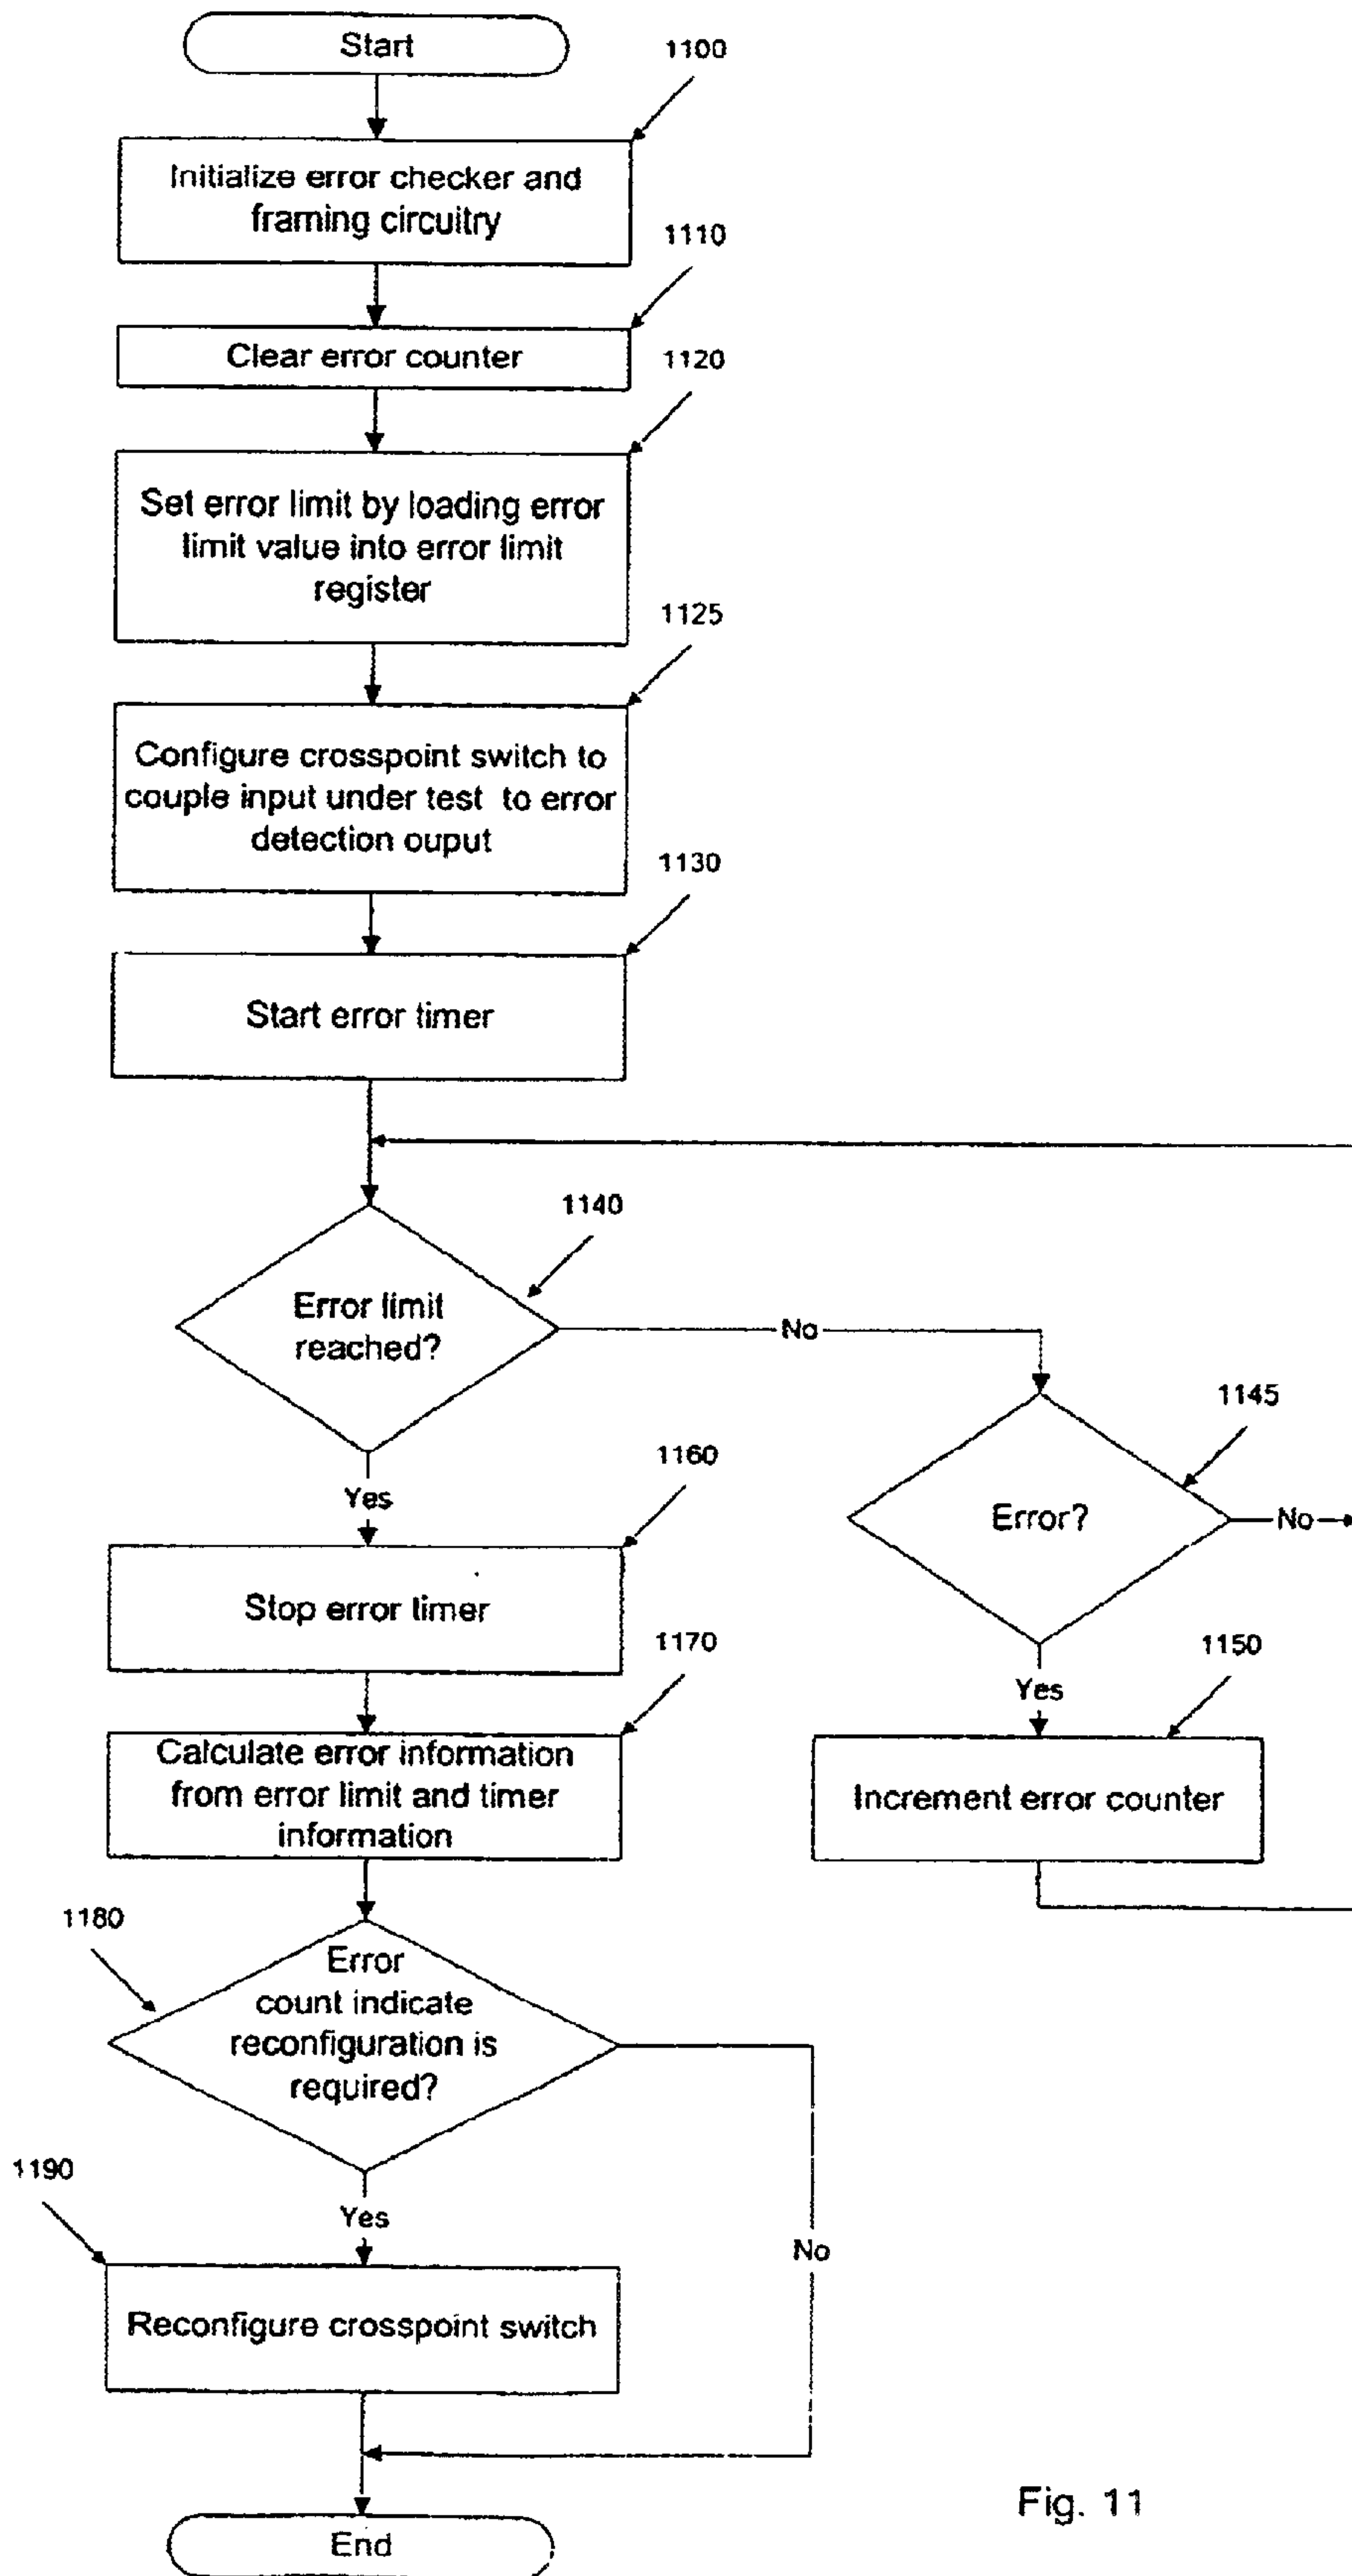 Start
1100
Initialize error checker and
framing circuitry
1110
Clear error counter
1120
Set error limit by loading error
limit value into error limit
register
1125
Configure crosspoint switch to
couple input under test to error
detection ouput
1130
Start error timer
1140
Error limit
reached?
No
1145
Error?
No
Yes
1160
Stop error timer
1170
Yes
1150
Calculate error information
from error limit and timer
information
Increment error counter
1180
Error
count indicate
reconfiguration is
required?
1190
Yes
No
Reconfigure crosspoint switch
Fig. 11
End